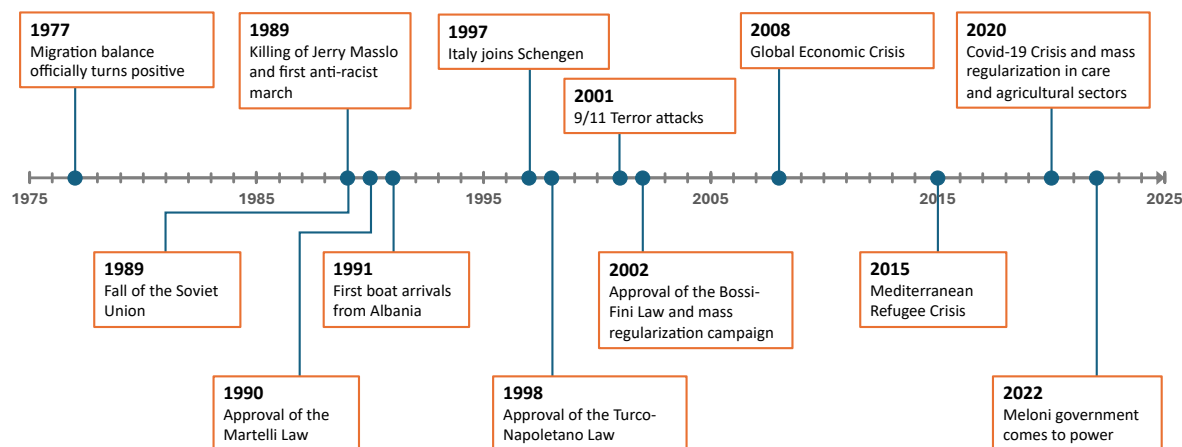 1977
Migration balance
officially turns positive
1989
Killing of Jerry Masslo
and first anti-racist
march
1997
Italy joins Schengen
2001
9/11 Terror attacks
2008
Global Economic Crisis
2020
Covid-19 Crisis and mass
regularization in care
and agricultural sectors
1975
1985
1995
2005
2015
2025
1989
Fall of the Soviet
Union
1991
First boat arrivals
from Albania
2002
Approval of the Bossi-
Fini Law and mass
regularization campaign
2015
Mediterranean
Refugee Crisis
1990
Approval of the
Martelli Law
1998
Approval of the Turco-
Napoletano Law
2022
Meloni government
comes to power